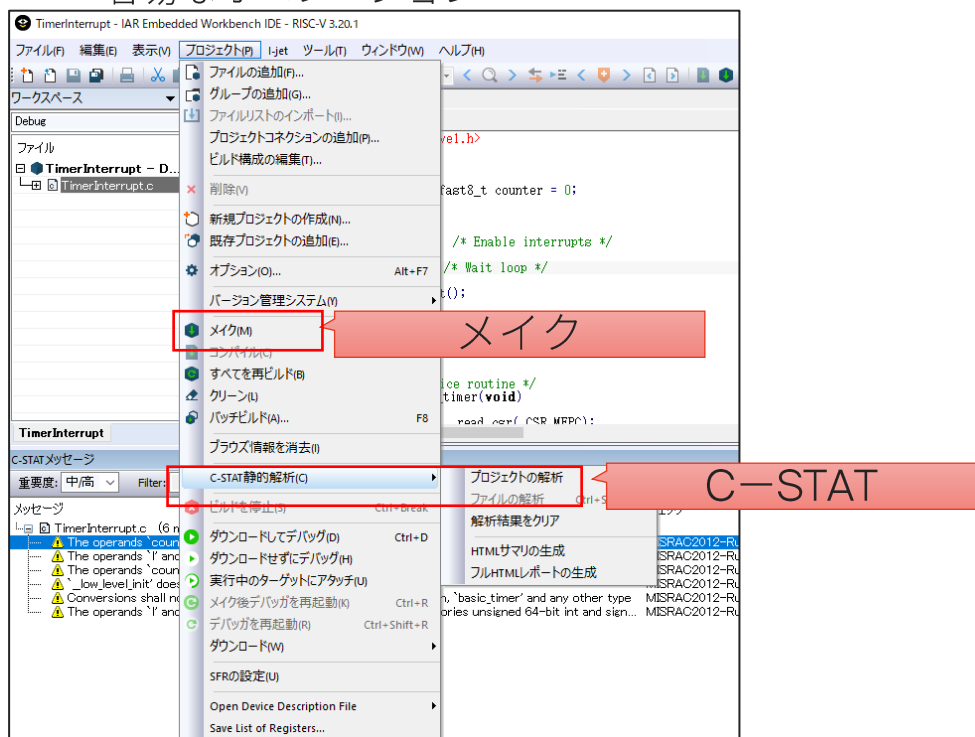 TimerInterrupt - IAR Embedded Workbench IDE - RISC-V 3.20.1
ファイル(F) 編集(E) 表示(V) プロジェクト(P) I-jet ツール(T) ウィンドウ(W) ヘルプ(H)
ワークスペース
Debug
ファイル
TimerInterrupt - D...
TimerInterrupt.c
TimerInterrupt
ファイルの追加(F)...
グループの追加(G)...
ファイルリストのインポート(I)...
プロジェクトコネクションの追加(P)...
ビルド構成の編集(T)...
削除(V)
新規プロジェクトの作成(N)...
既存プロジェクトの追加(E)...
オプション(O)... Alt+F7
バージョン管理システム(Y)
メイク(M)
コンパイル(C)
すべてを再ビルド(B)
クリーン(L)
バッチビルド(A)... F8
ブラウズ情報を消去(I)
C-STAT静的解析(C)
ビルドを停止(S) Ctrl+Break
ダウンロードしてデバッグ(D) Ctrl+D
ダウンロードせずにデバッグ(H)
実行中のターゲットにアタッチ(U)
メイク後デバッガを再起動(K) Ctrl+R
デバッガを再起動(R) Ctrl+Shift+R
ダウンロード(W)
SFRの設定(U)
Open Device Description File
Save List of Registers...
プロジェクトの解析
ファイルの解析 Ctrl+S
解析結果をクリア
HTMLサマリの生成
フルHTMLレポートの生成
vel.h>
fast8_t counter = 0;
/* Enable interrupts */
/* Wait loop */
t();
ice routine */
timer(void)
read_csr(_CSR_MEPC);
メイク
C－STAT
C-STATメッセージ
重要度: 中/高 Filter:
メッセージ
TimerInterrupt.c (6 n
The operands `coun SRAC2012-Ru
The operands `l' and SRAC2012-Ru
The operands `coun SRAC2012-Ru
`_low_level_init' does MISRAC2012-Ru
Conversions shall no n, `basic_timer' and any other type MISRAC2012-Ru
The operands `l' and ories unsigned 64-bit int and sign... MISRAC2012-Ru